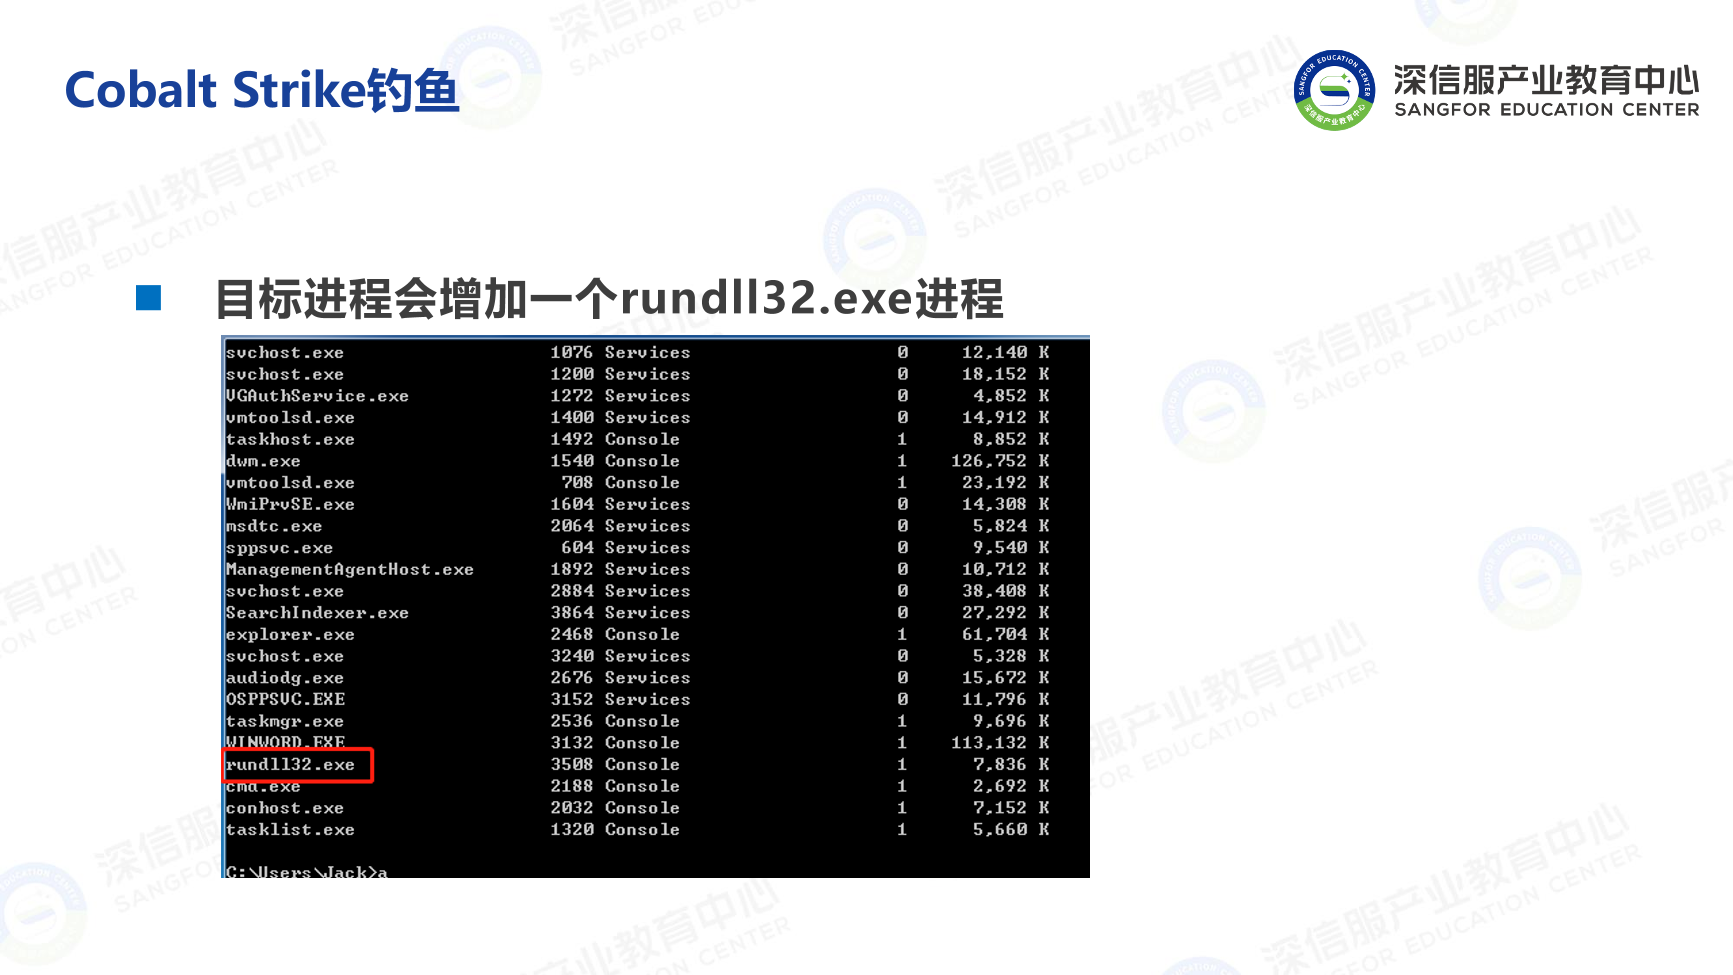 Cobalt Strike钓鱼
深信服产业教育中心
SANGFOR EDUCATION CENTER
目标进程会增加一个rundll32.exe进程
svchost.exe 1076 Services 0 12,140 K
svchost.exe 1200 Services 0 18,152 K
VGAuthService.exe 1272 Services 0 4,852 K
vmtoolsd.exe 1400 Services 0 14,912 K
taskhost.exe 1492 Console 1 8,852 K
dwm.exe 1540 Console 1 126,752 K
vmtoolsd.exe 708 Console 1 23,192 K
WmiPrvSE.exe 1604 Services 0 14,308 K
msdtc.exe 2064 Services 0 5,824 K
sppsvc.exe 604 Services 0 9,540 K
ManagementAgentHost.exe 1892 Services 0 10,712 K
svchost.exe 2884 Services 0 38,408 K
SearchIndexer.exe 3864 Services 0 27,292 K
explorer.exe 2468 Console 1 61,704 K
svchost.exe 3240 Services 0 5,328 K
audiodg.exe 2676 Services 0 15,672 K
OSPPSVC.EXE 3152 Services 0 11,796 K
taskmgr.exe 2536 Console 1 9,696 K
WINWORD.EXE 3132 Console 1 113,132 K
rundll32.exe 3508 Console 1 7,836 K
cmd.exe 2188 Console 1 2,692 K
conhost.exe 2032 Console 1 7,152 K
tasklist.exe 1320 Console 1 5,660 K
C:\Users\Jack>a